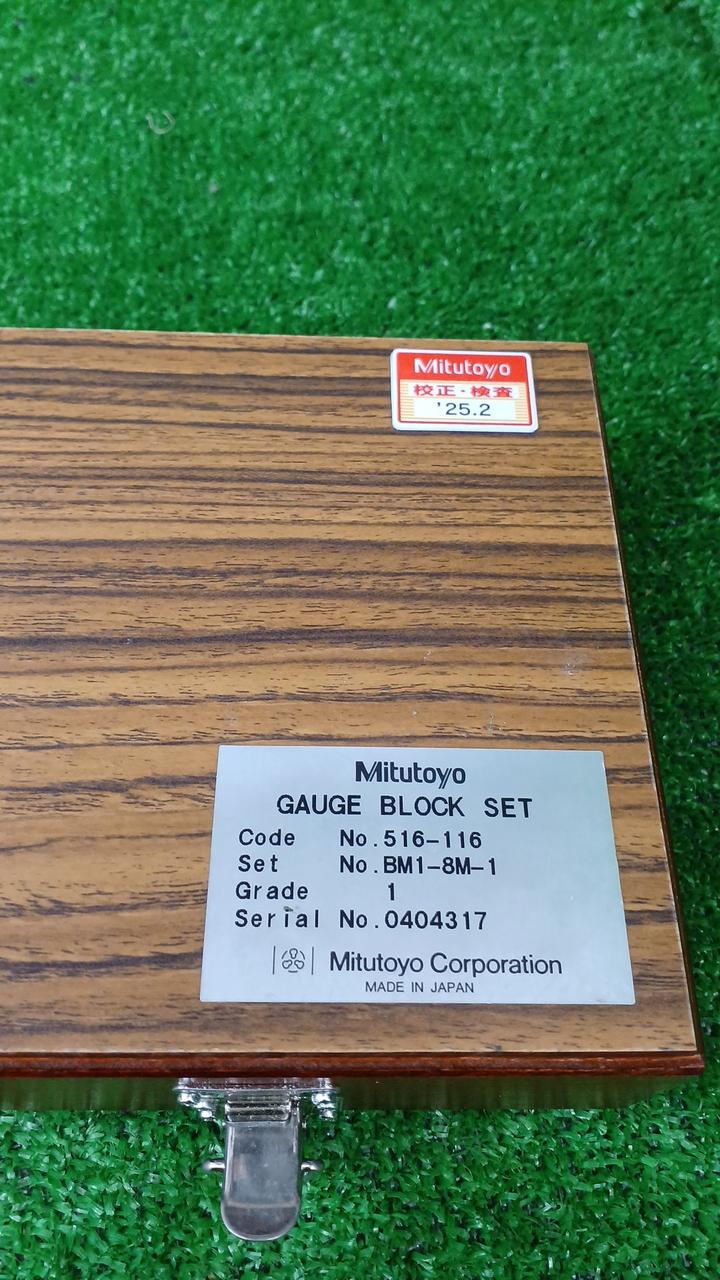 Mitutoyo
校正・検査
'25.2
Mitutoyo
GAUGE BLOCK SET
Code No.516-116
Set No.BM1-8M-1
Grade 1
Serial No.0404317
Mitutoyo Corporation
MADE IN JAPAN